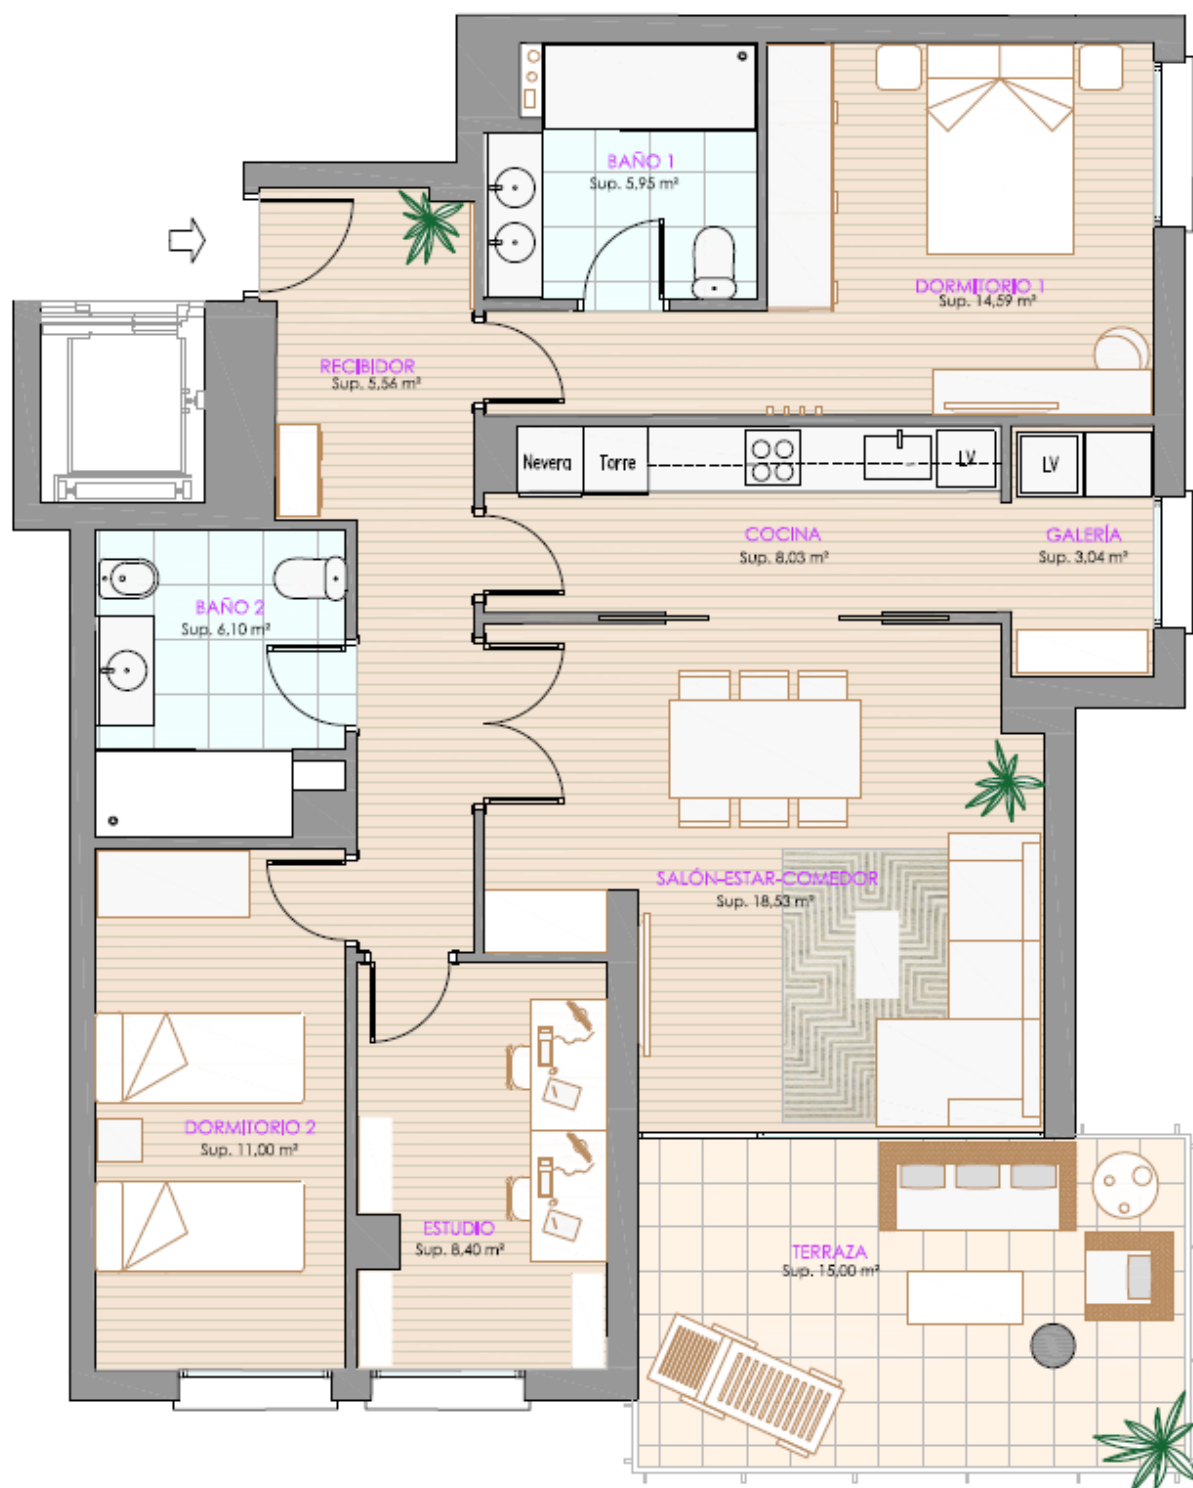 BAÑO 1
Sup. 5,95 m²
DORMITORIO 1
Sup. 14,59 m²
RECIBIDOR
Sup. 5,56 m²
Nevera
Torre
LV
LV
COCINA
Sup. 8,03 m²
GALERÍA
Sup. 3,04 m²
BAÑO 2
Sup. 6,10 m²
SALÓN-ESTAR-COMEDOR
Sup. 18,53 m²
DORMITORIO 2
Sup. 11,00 m²
ESTUDIO
Sup. 8,40 m²
TERRAZA
Sup. 15,00 m²